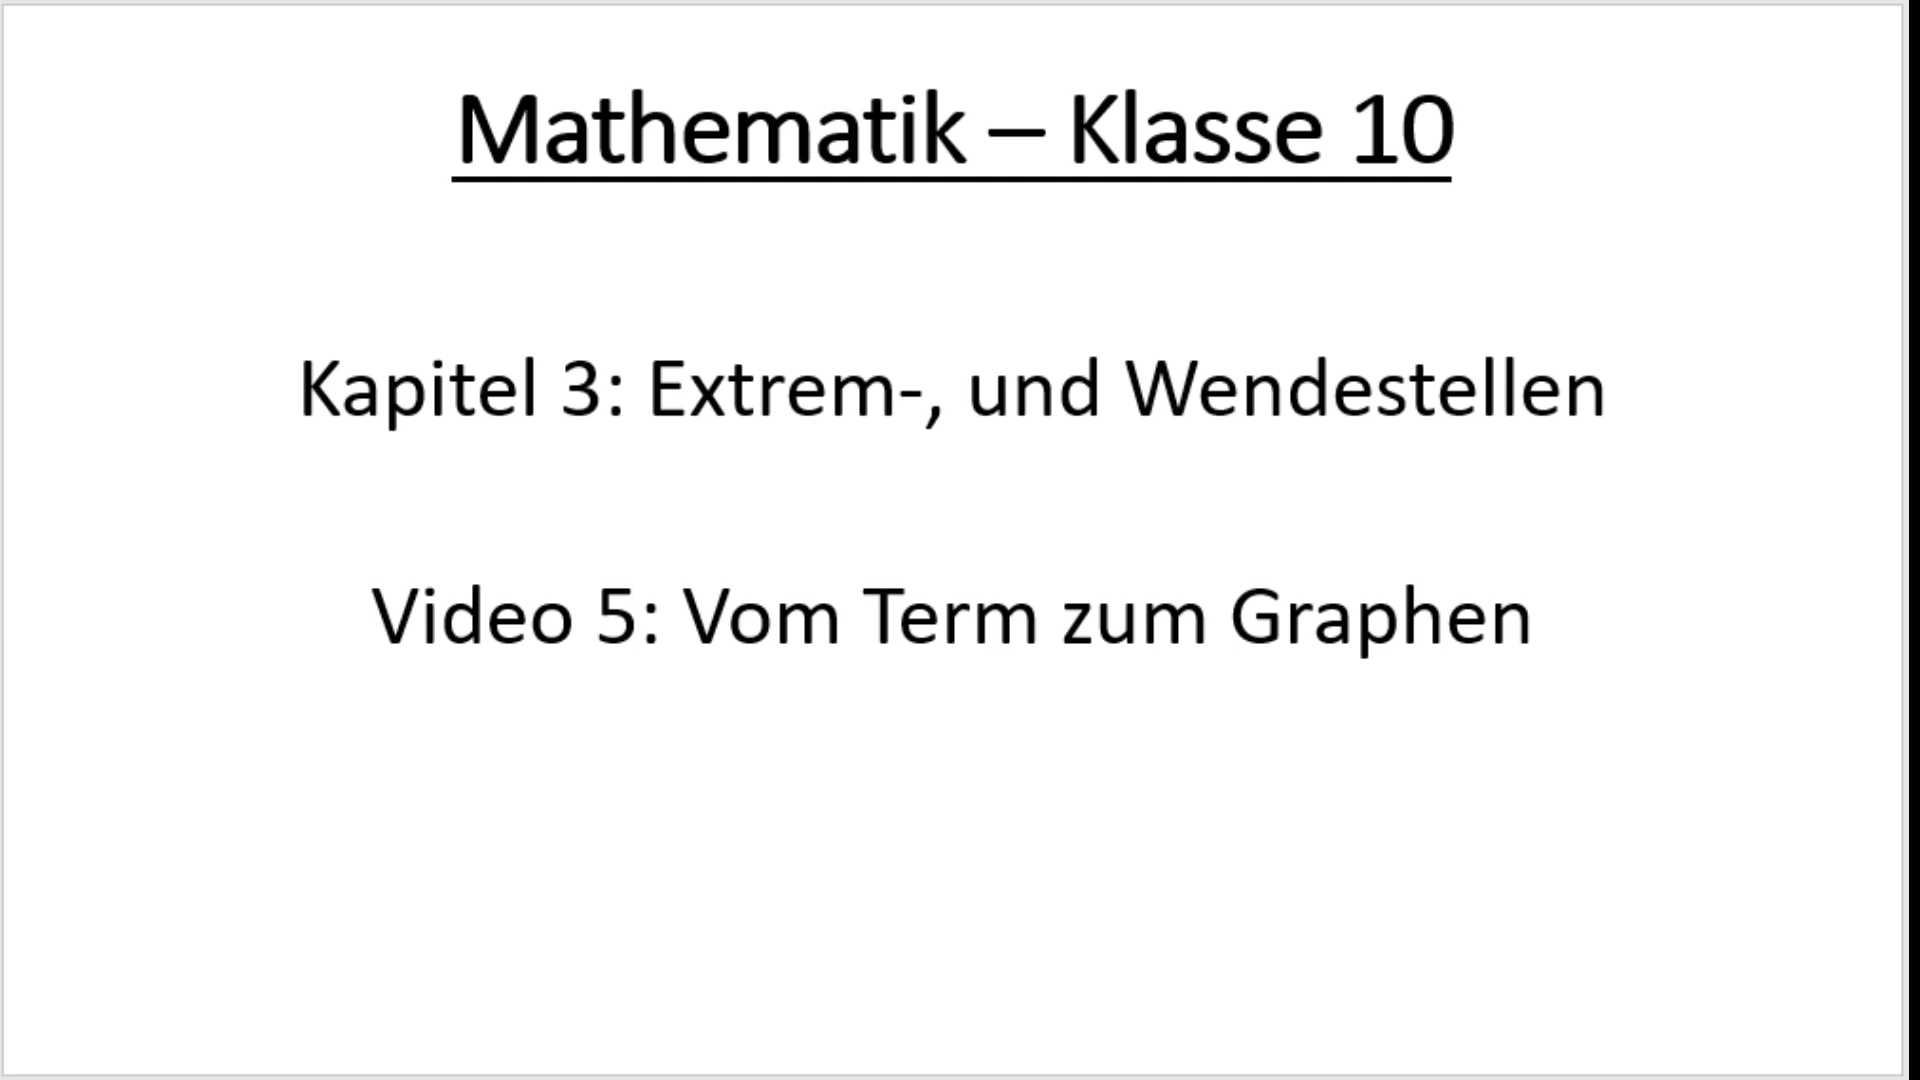 Mathematik – Klasse 10
Kapitel 3: Extrem-, und Wendestellen
Video 5: Vom Term zum Graphen